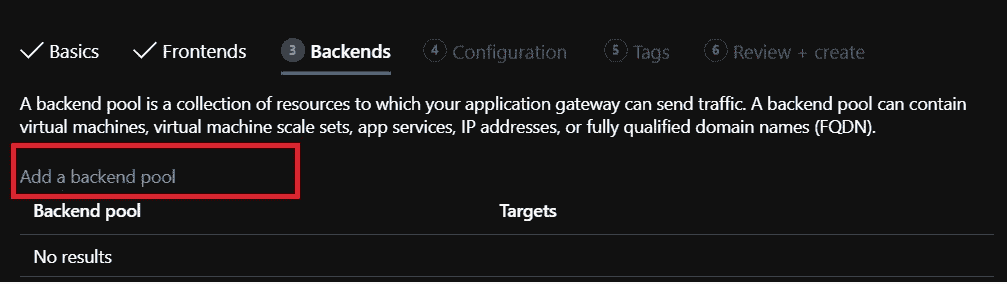 Basics Frontends 3 Backends 4 Configuration 5 Tags 6 Review + create
A backend pool is a collection of resources to which your application gateway can send traffic. A backend pool can contain
virtual machines, virtual machine scale sets, app services, IP addresses, or fully qualified domain names (FQDN).
Add a backend pool
Backend pool Targets
No results